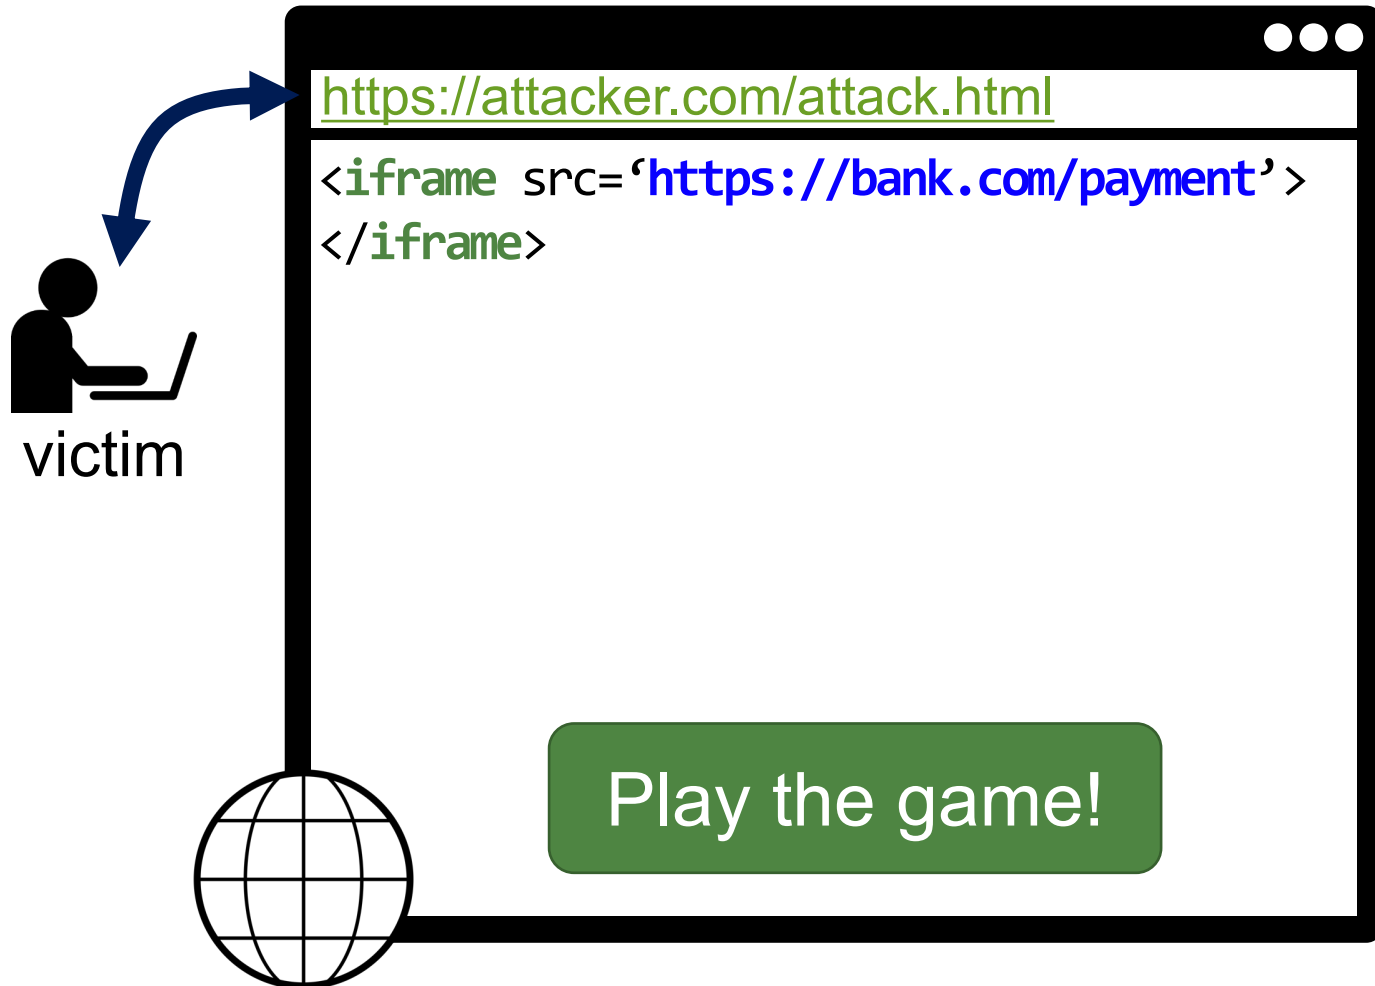 https://attacker.com/attack.html
<iframe src=‘https://bank.com/payment’>
</iframe>
victim
Play the game!